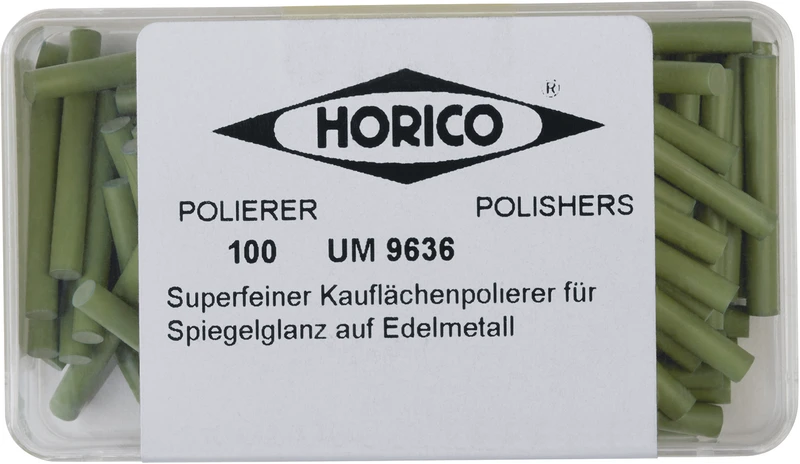 HORICO ®
POLIERER POLISHERS
100 UM 9636
Superfeiner Kauflächenpolierer für
Spiegelglanz auf Edelmetall